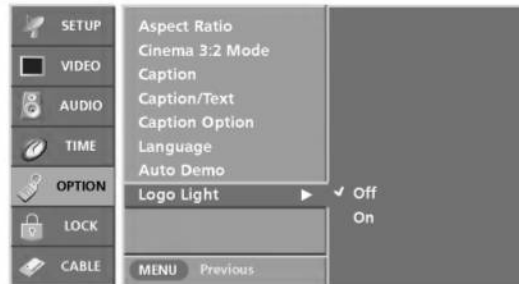 SETUP
VIDEO
AUDIO
TIME
OPTION
LOCK
CABLE
Aspect Ratio
Cinema 3:2 Mode
Caption
Caption/Text
Caption Option
Language
Auto Demo
Logo Light
Off
On
MENU Previous